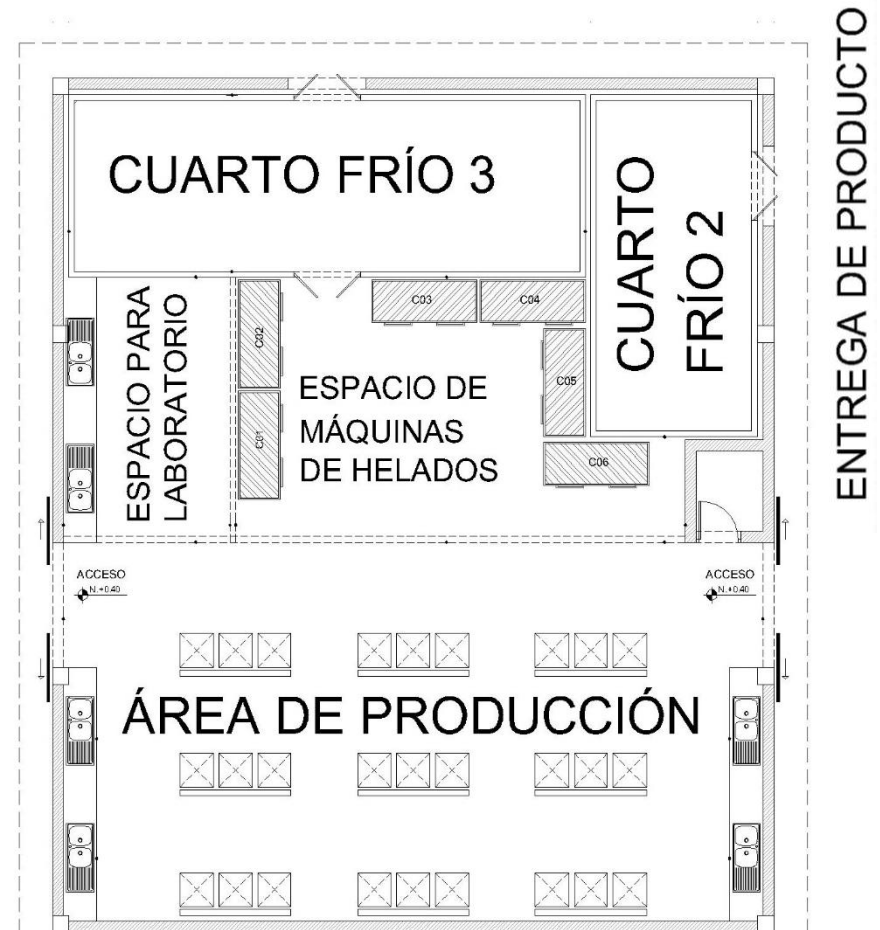 CUARTO FRÍO 3
CUARTO
FRÍO 2
ENTREGA DE PRODUCTO
C03
C04
C02
C01
C05
C06
ESPACIO PARA
LABORATORIO
ESPACIO DE
MÁQUINAS
DE HELADOS
ACCESO
N.+0.40
ACCESO
N.+0.40
ÁREA DE PRODUCCIÓN